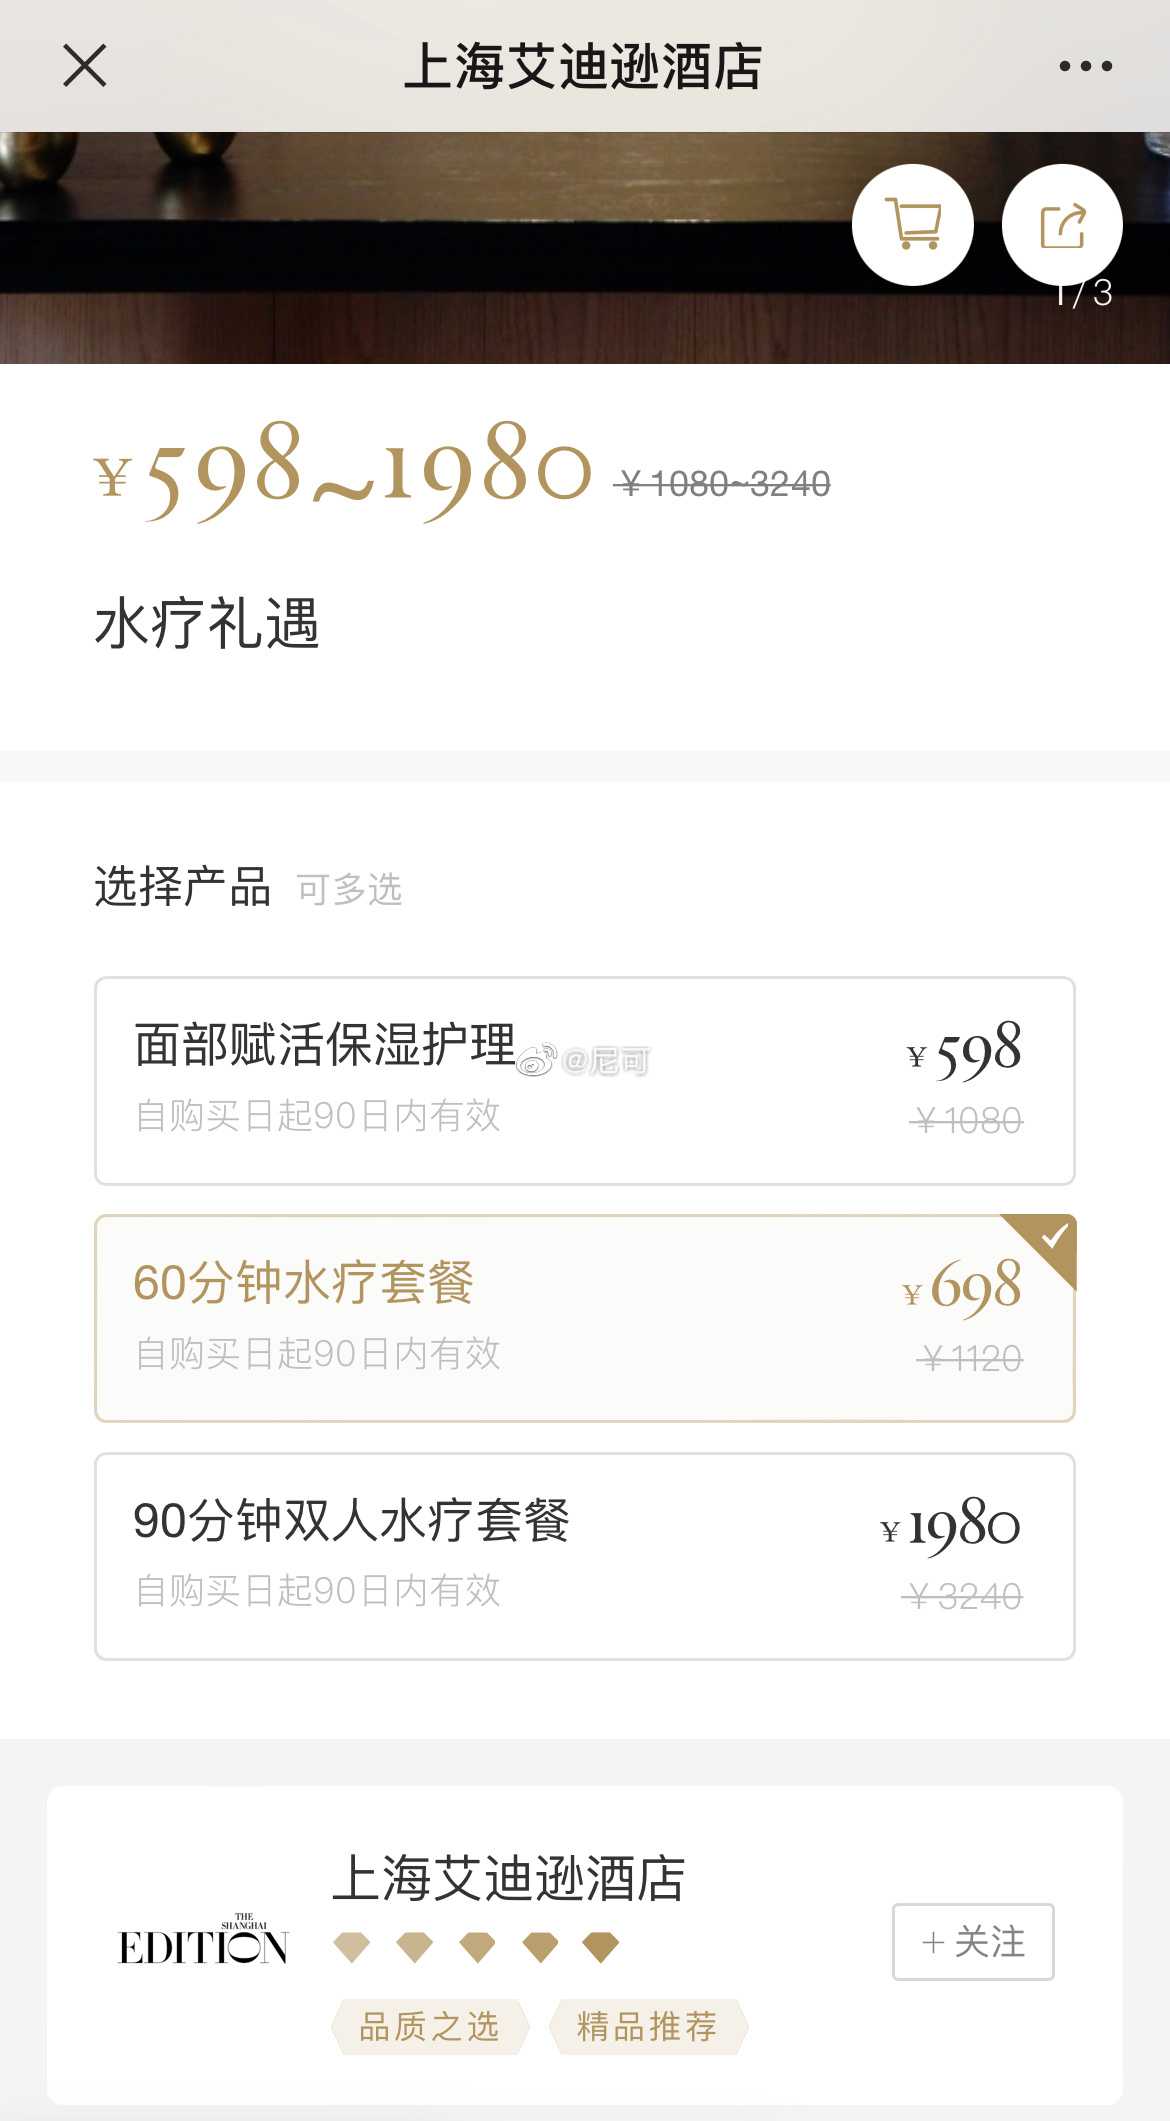 上海艾迪逊酒店
1/3
¥598~1980 ¥1080~3240
水疗礼遇
选择产品 可多选
面部赋活保湿护理 ¥598
@尼可
自购买日起90日内有效 ¥1080
60分钟水疗套餐 ¥698
自购买日起90日内有效 ¥1120
90分钟双人水疗套餐 ¥1980
自购买日起90日内有效 ¥3240
上海艾迪逊酒店
THE
SHANGHAI
EDITION
+关注
品质之选 精品推荐